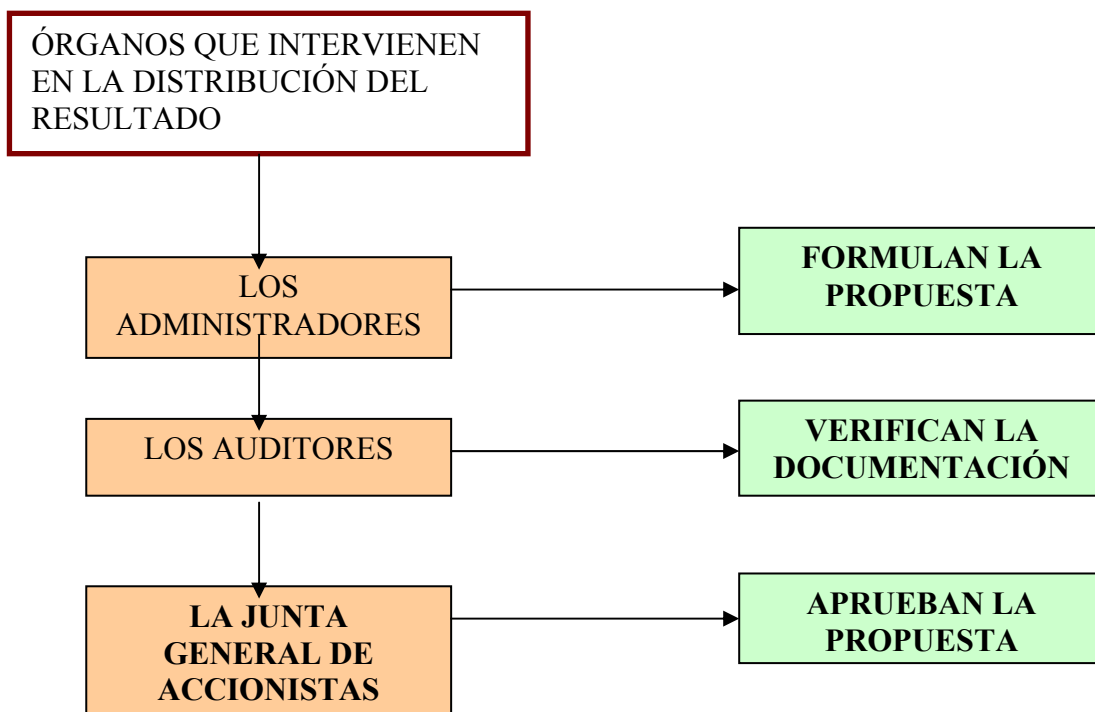 ÓRGANOS QUE INTERVIENEN
EN LA DISTRIBUCIÓN DEL
RESULTADO
LOS
ADMINISTRADORES
FORMULAN LA
PROPUESTA
LOS AUDITORES
VERIFICAN LA
DOCUMENTACIÓN
LA JUNTA
GENERAL DE
ACCIONISTAS
APRUEBAN LA
PROPUESTA